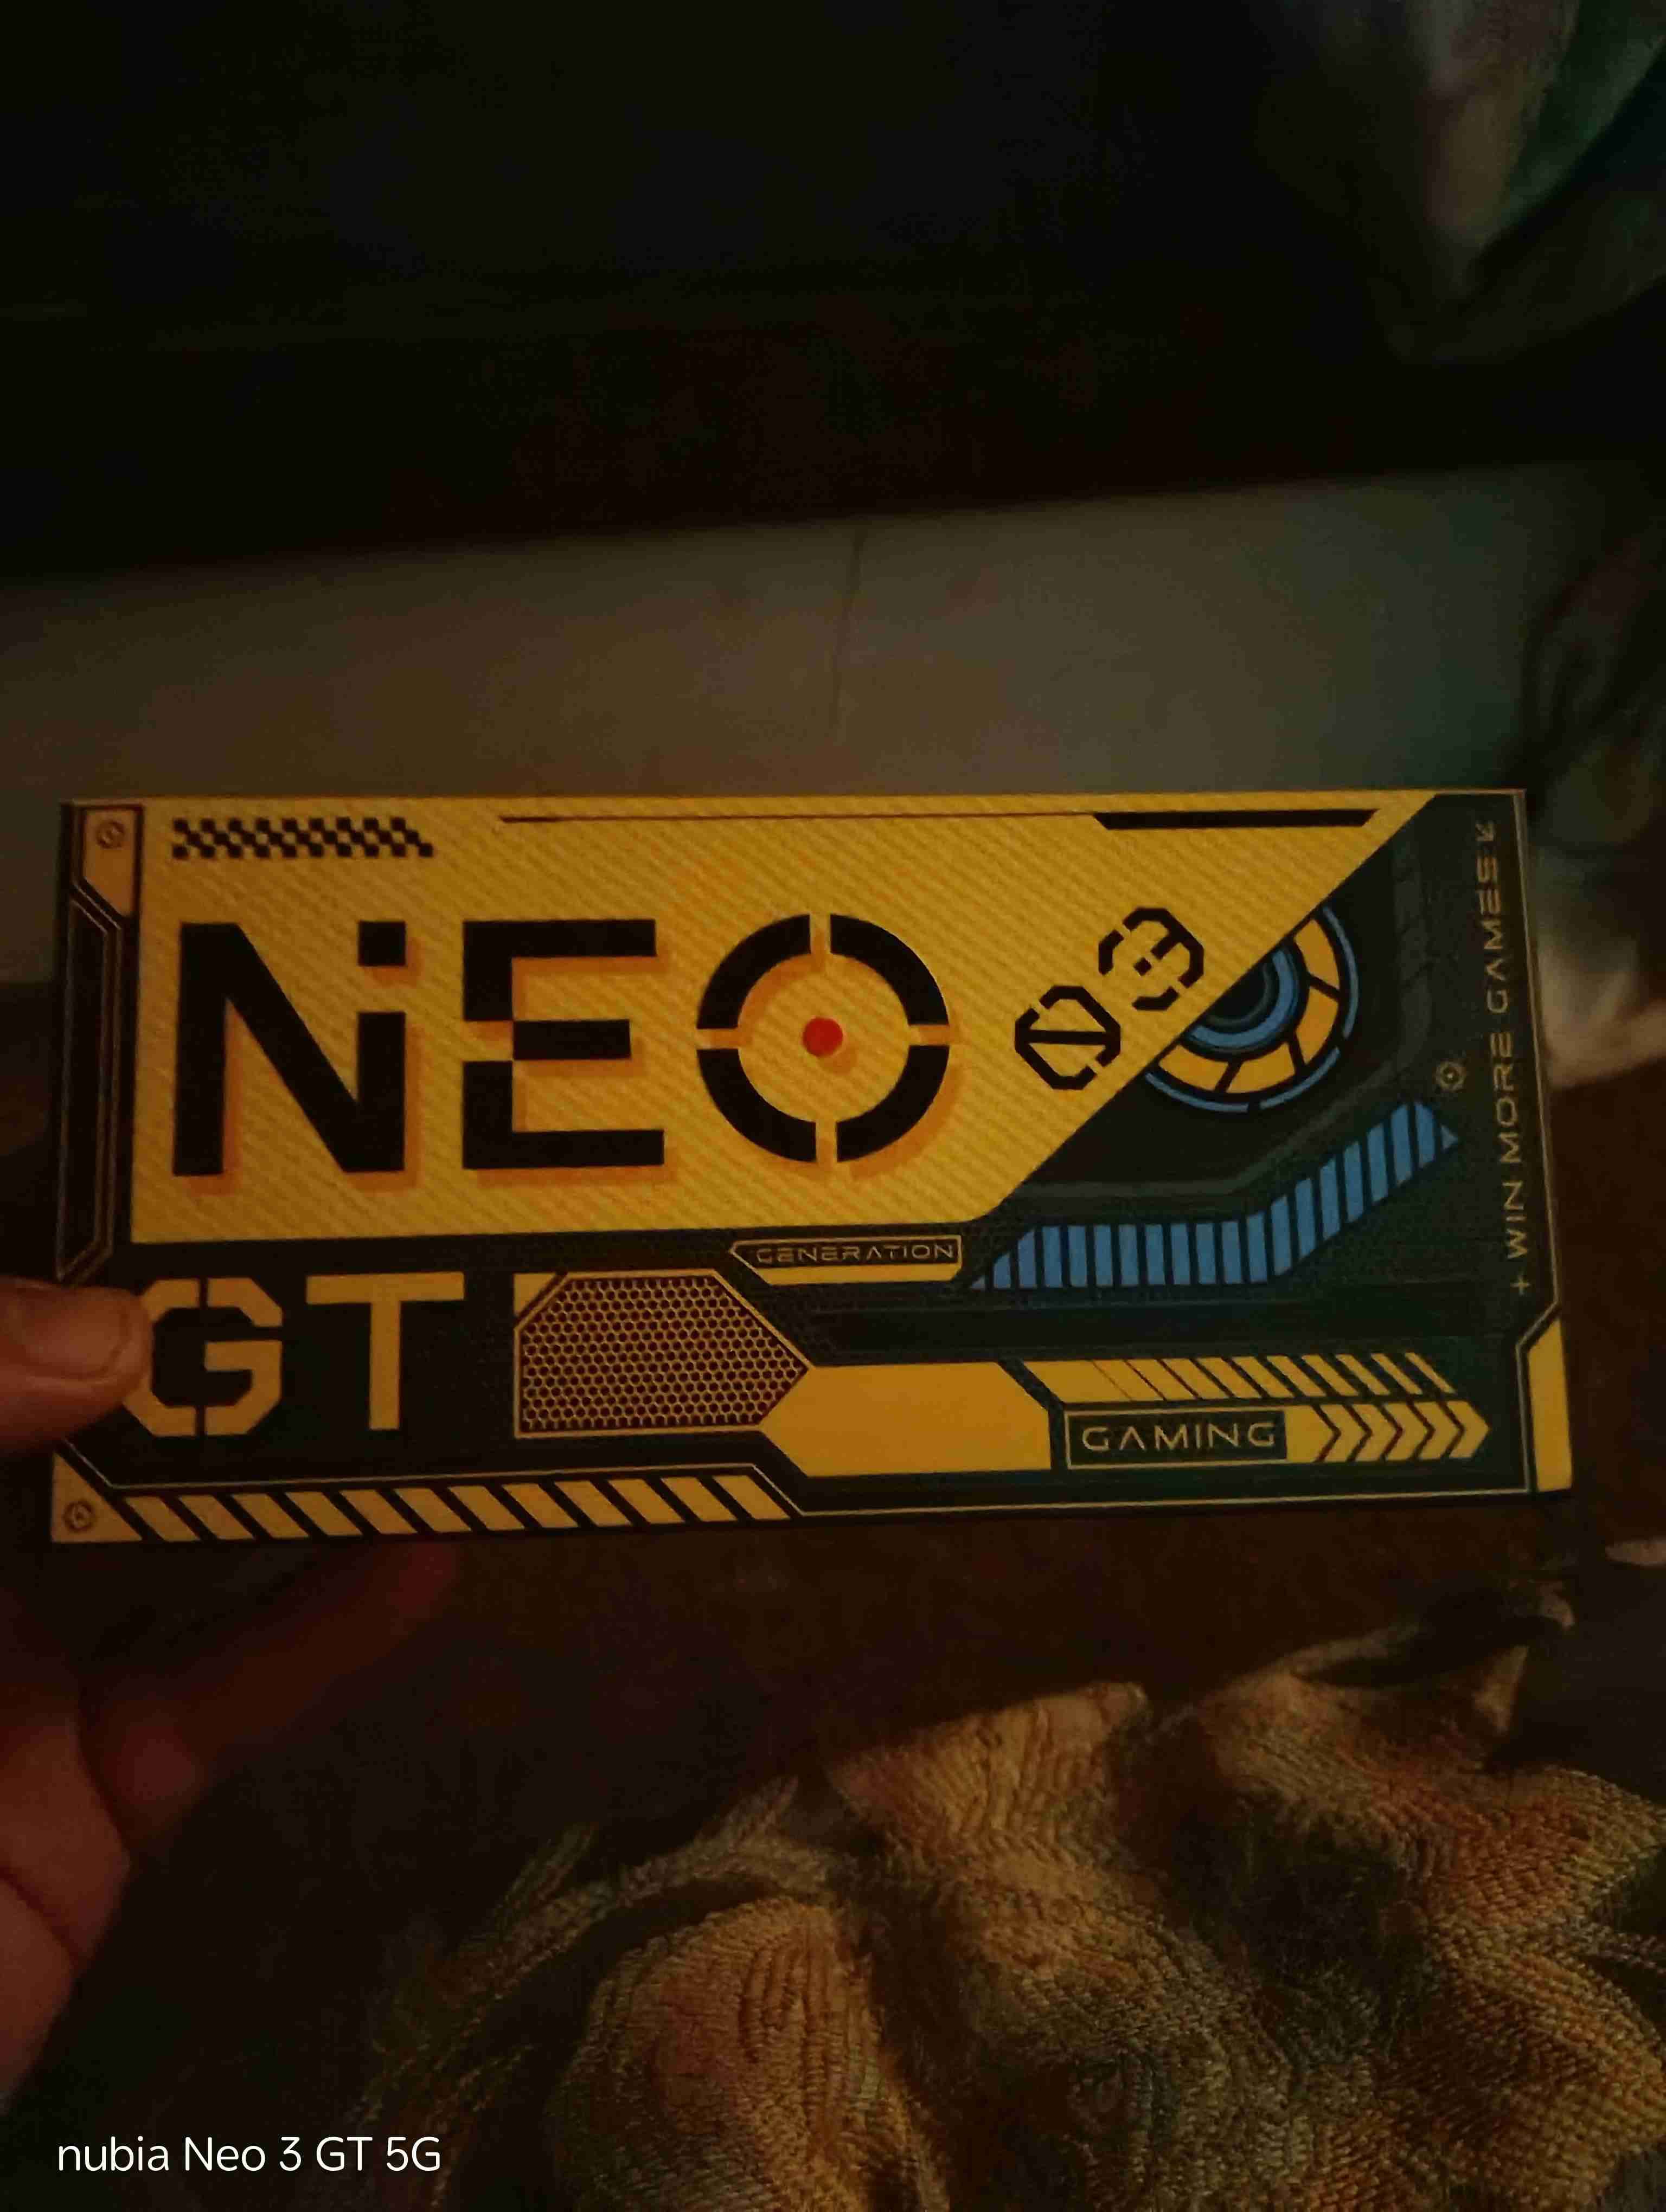 NEO
03
GENERATION
GT
GAMING
+ WIN MORE GAMES
nubia Neo 3 GT 5G